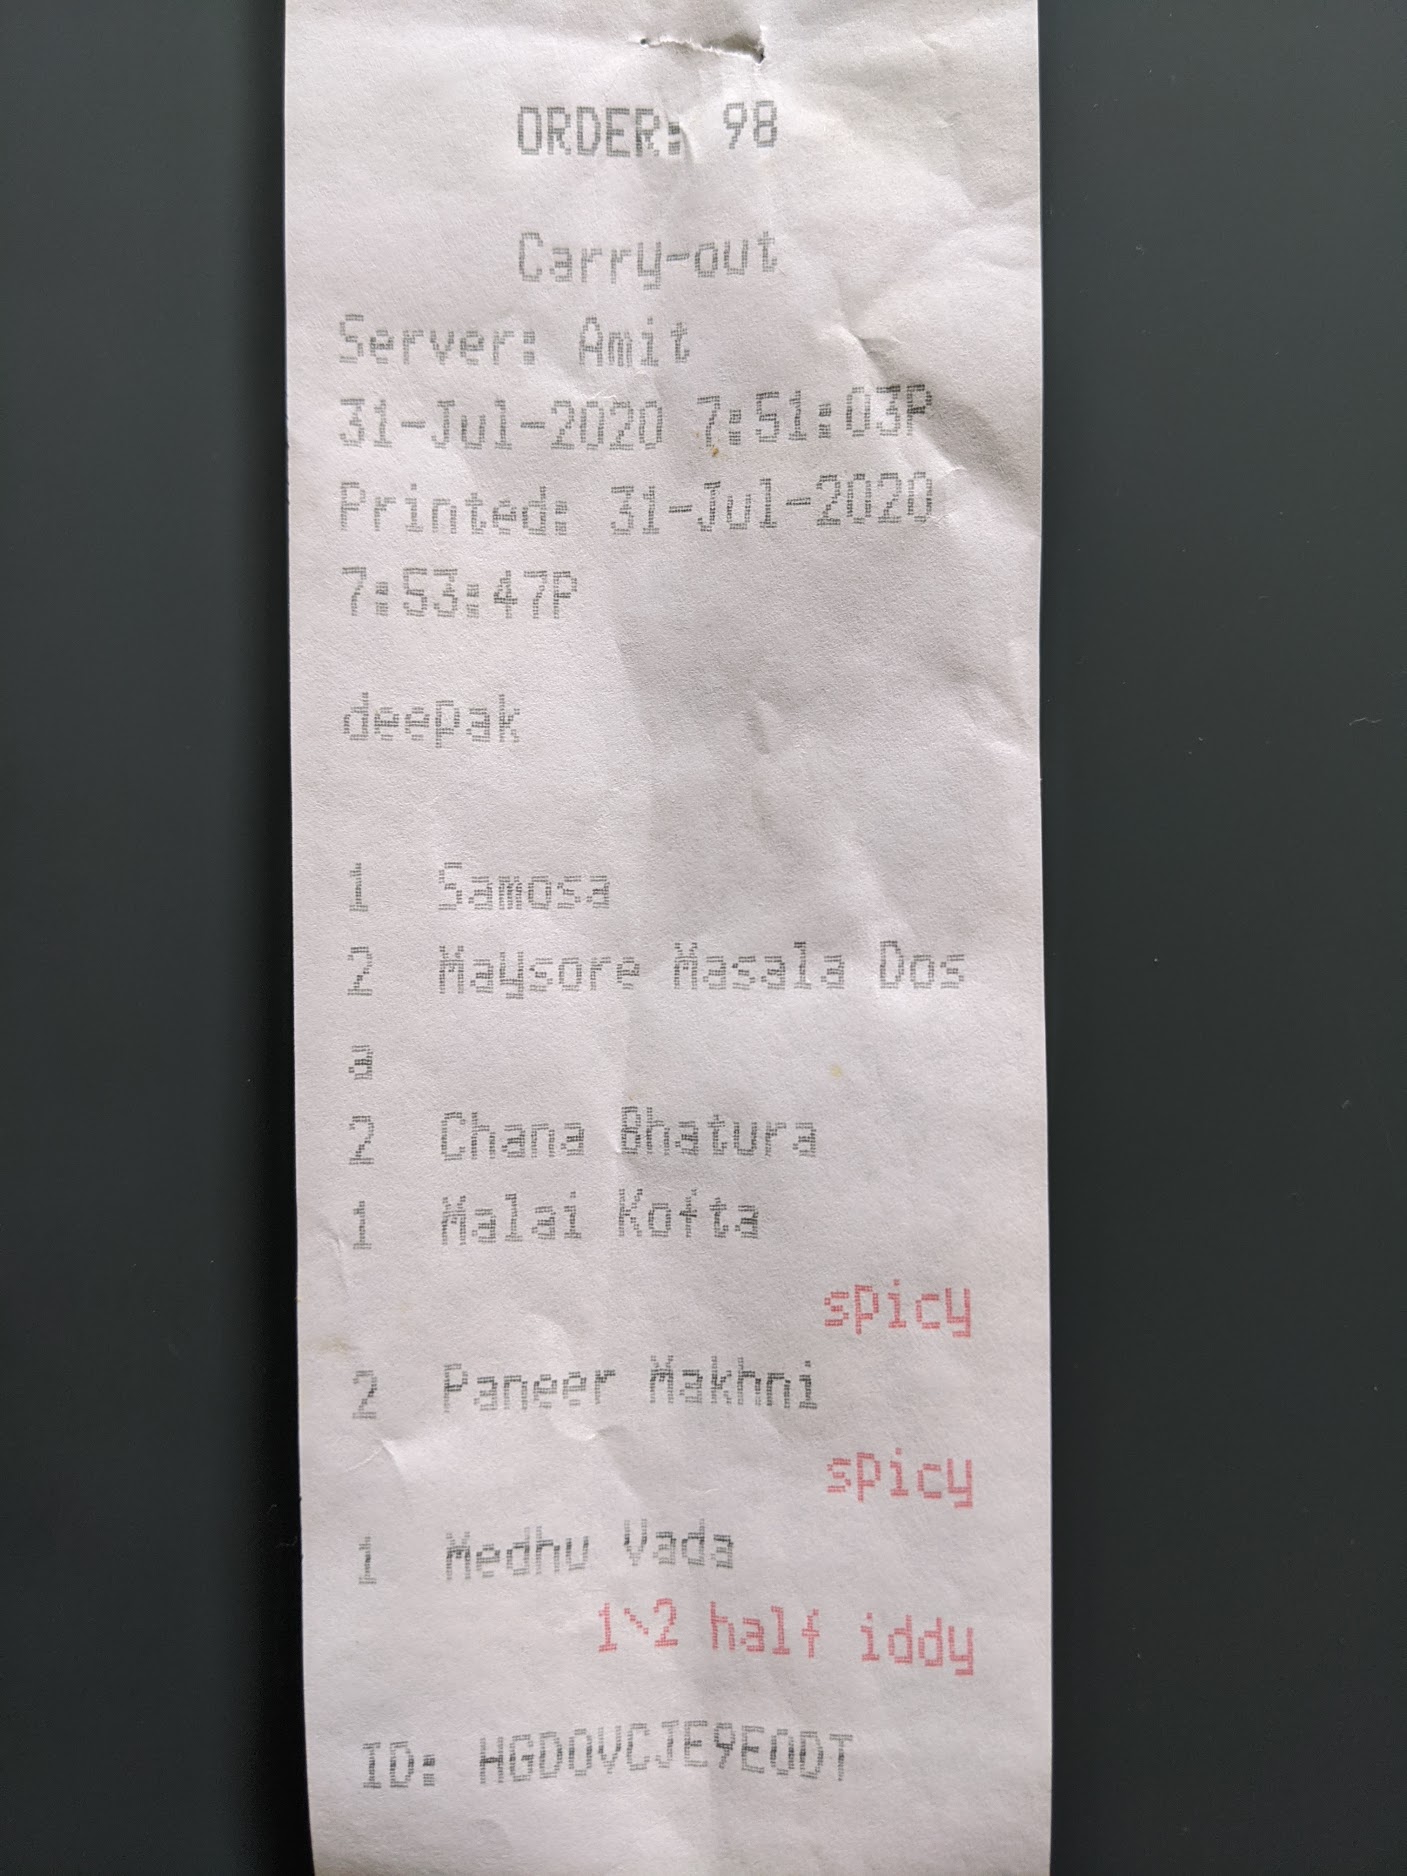 ORDER: 98
Carry-out
Server: Amit
31-Jul-2020 7:51:03P
Printed: 31-Jul-2020
7:53:47P
deepak
1 Samosa
2 Maysore Masala Dos
a
2 Chana Bhatura
1 Malai Kofta
spicy
2 Paneer Makhni
spicy
1 Medhu Vada
1\2 half iddy
ID: HGDOVCJE9EODT